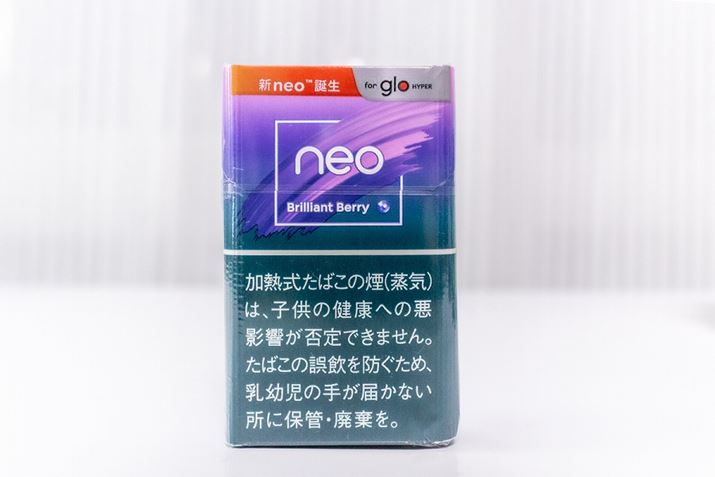 新neo™誕生
for glo HYPER
neo
Brilliant Berry
加熱式たばこの煙(蒸気)
は、子供の健康への悪
影響が否定できません。
たばこの誤飲を防ぐため、
乳幼児の手が届かない
所に保管・廃棄を。